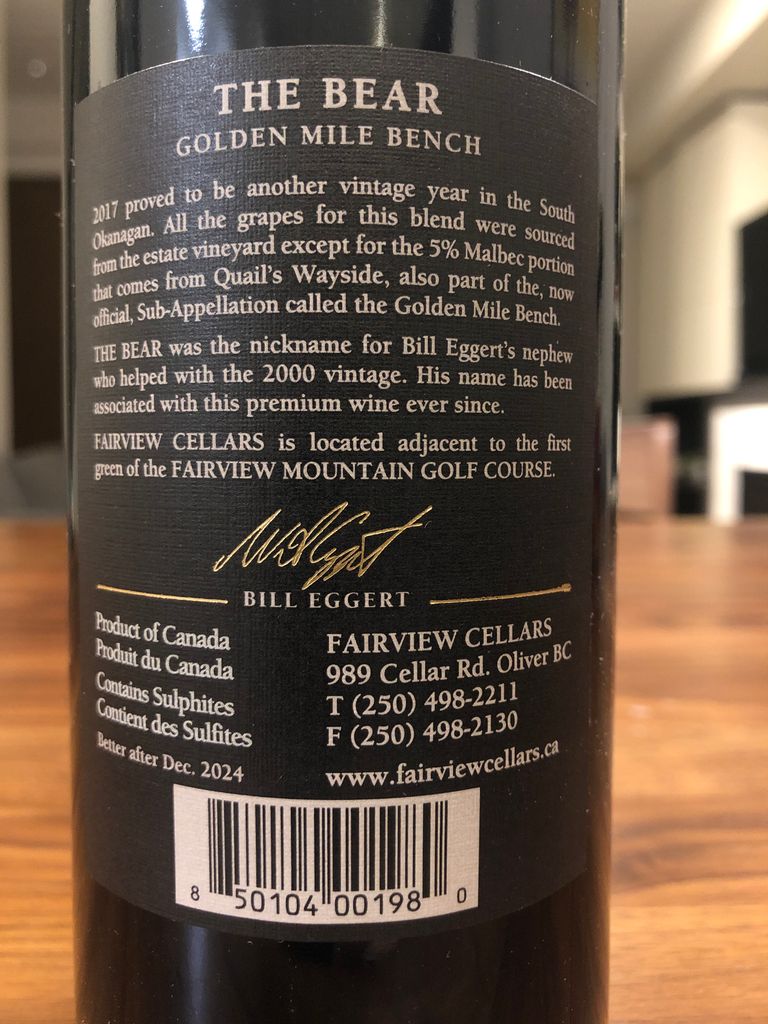 THE BEAR
GOLDEN MILE BENCH
2017 proved to be another vintage year in the South
Okanagan. All the grapes for this blend were sourced
from the estate vineyard except for the 5% Malbec portion
that comes from Quail's Wayside, also part of the, now
official, Sub-Appellation called the Golden Mile Bench.
THE BEAR was the nickname for Bill Eggert's nephew
who helped with the 2000 vintage. His name has been
associated with this premium wine ever since.
FAIRVIEW CELLARS is located adjacent to the first
green of the FAIRVIEW MOUNTAIN GOLF COURSE.
BILL EGGERT
Product of Canada
Produit du Canada
Contains Sulphites
Contient des Sulfites
Better after Dec. 2024
FAIRVIEW CELLARS
989 Cellar Rd. Oliver BC
T (250) 498-2211
F (250) 498-2130
www.fairviewcellars.ca
8 50104 00198 0